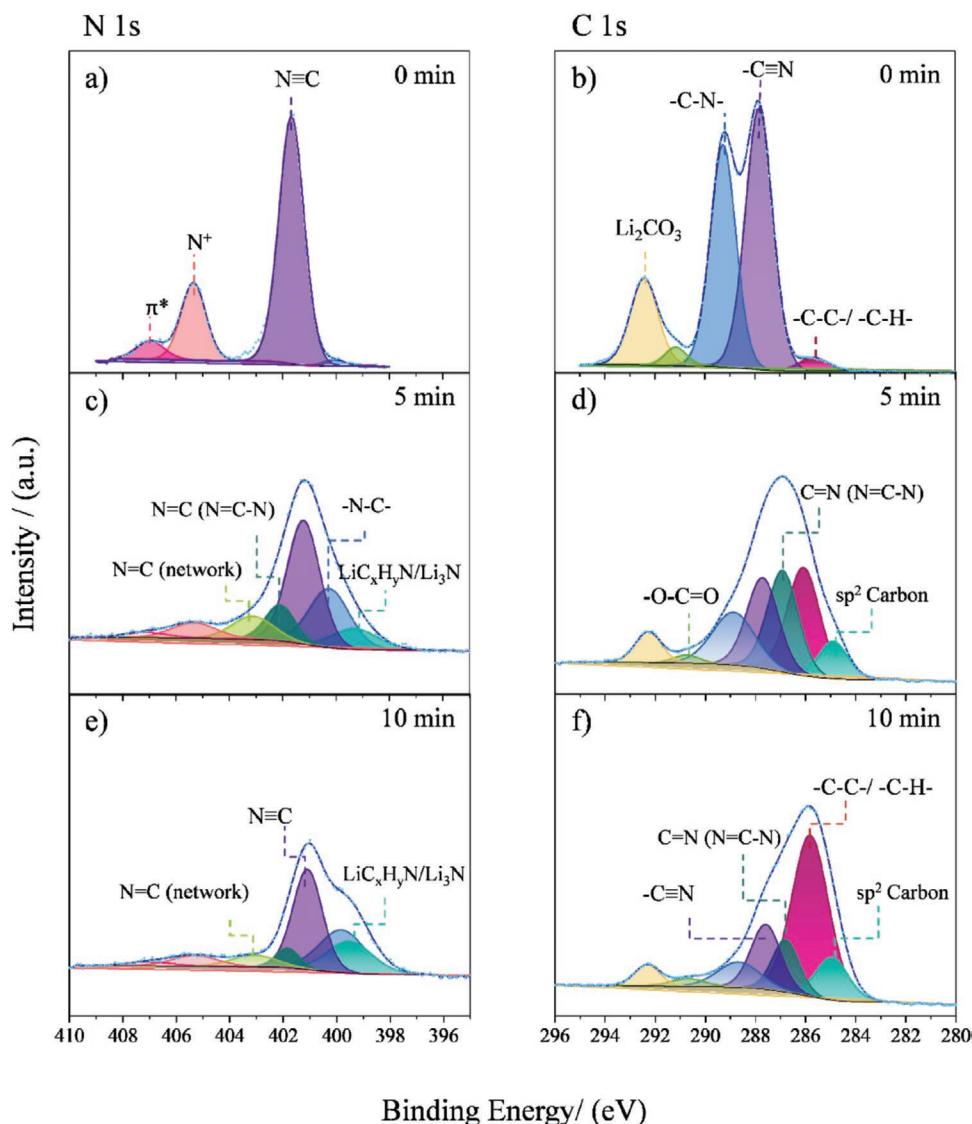 N 1s
C 1s
a)
0 min
N≡C
N⁺
π*
b)
0 min
-C≡N
-C-N-
Li₂CO₃
-C-C-/ -C-H-
c)
5 min
N=C (N=C-N)
-N-C-
N=C (network)
LiCₓHᵧN/Li₃N
d)
5 min
C=N (N=C-N)
-O-C=O
sp² Carbon
e)
10 min
N≡C
N=C (network)
LiCₓHᵧN/Li₃N
f)
10 min
-C-C-/ -C-H-
C=N (N=C-N)
-C≡N
sp² Carbon
Intensity / (a.u.)
410 408 406 404 402 400 398 396
296 294 292 290 288 286 284 282 280
Binding Energy/ (eV)